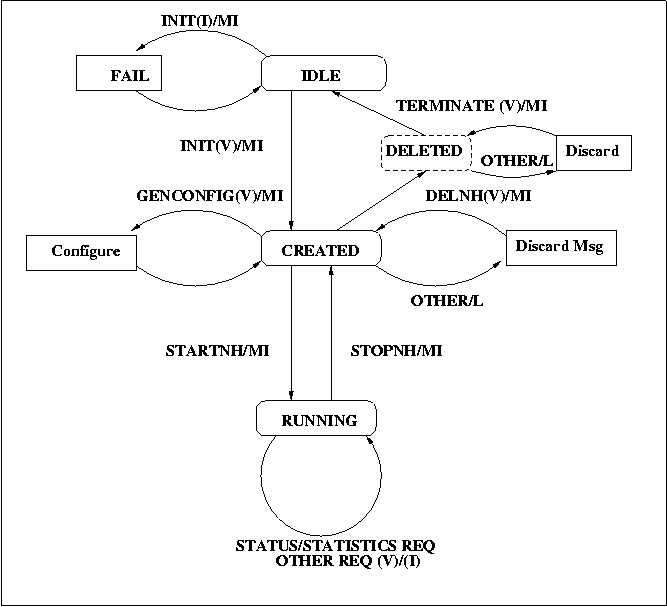 INIT(I)/MI
FAIL
IDLE
TERMINATE (V)/MI
INIT(V)/MI
DELETED
OTHER/L
Discard
GENCONFIG(V)/MI
DELNH(V)/MI
Configure
CREATED
Discard Msg
OTHER/L
STARTNH/MI
STOPNH/MI
RUNNING
STATUS/STATISTICS REQ
OTHER REQ (V)/(I)